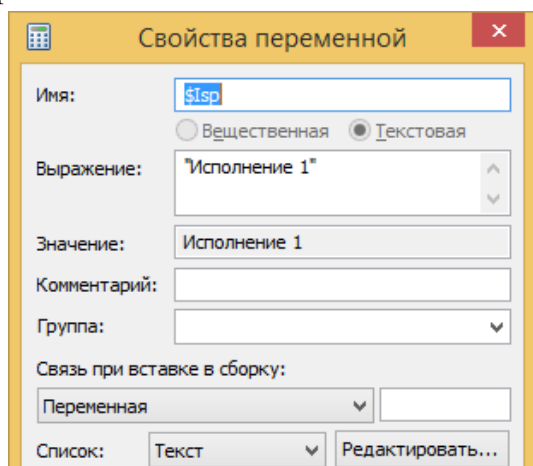 Свойства переменной
Имя: $Isp
Вещественная Текстовая
Выражение: "Исполнение 1"
Значение: Исполнение 1
Комментарий:
Группа:
Связь при вставке в сборку:
Переменная
Список: Текст Редактировать...